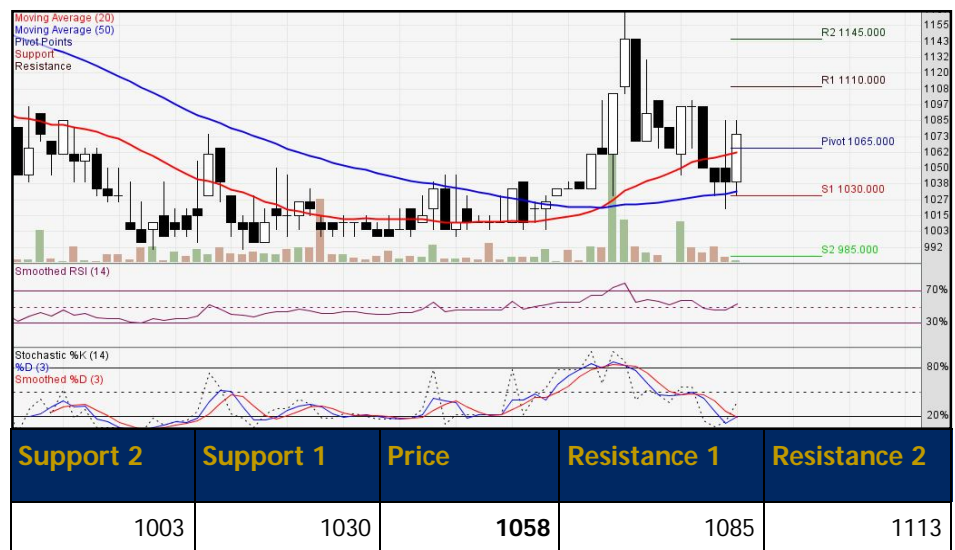 Moving Average (20)
Moving Average (50)
Pivot Points
Support
Resistance
R2 1145.000
R1 1110.000
Pivot 1065.000
S1 1030.000
S2 985.000
1155
1143
1132
1120
1108
1097
1085
1073
1062
1050
1038
1027
1015
1003
992
Smoothed RSI (14)
70%
30%
Stochastic %K (14)
%D (3)
Smoothed %D (3)
80%
20%
Support 2 Support 1 Price Resistance 1 Resistance 2
1003 1030 1058 1085 1113